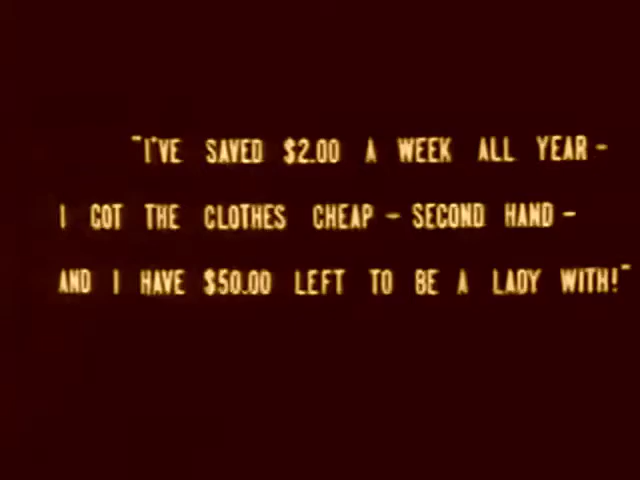 "I'VE SAVED $2.00 A WEEK ALL YEAR -
I GOT THE CLOTHES CHEAP - SECOND HAND -
AND I HAVE $50.00 LEFT TO BE A LADY WITH!"